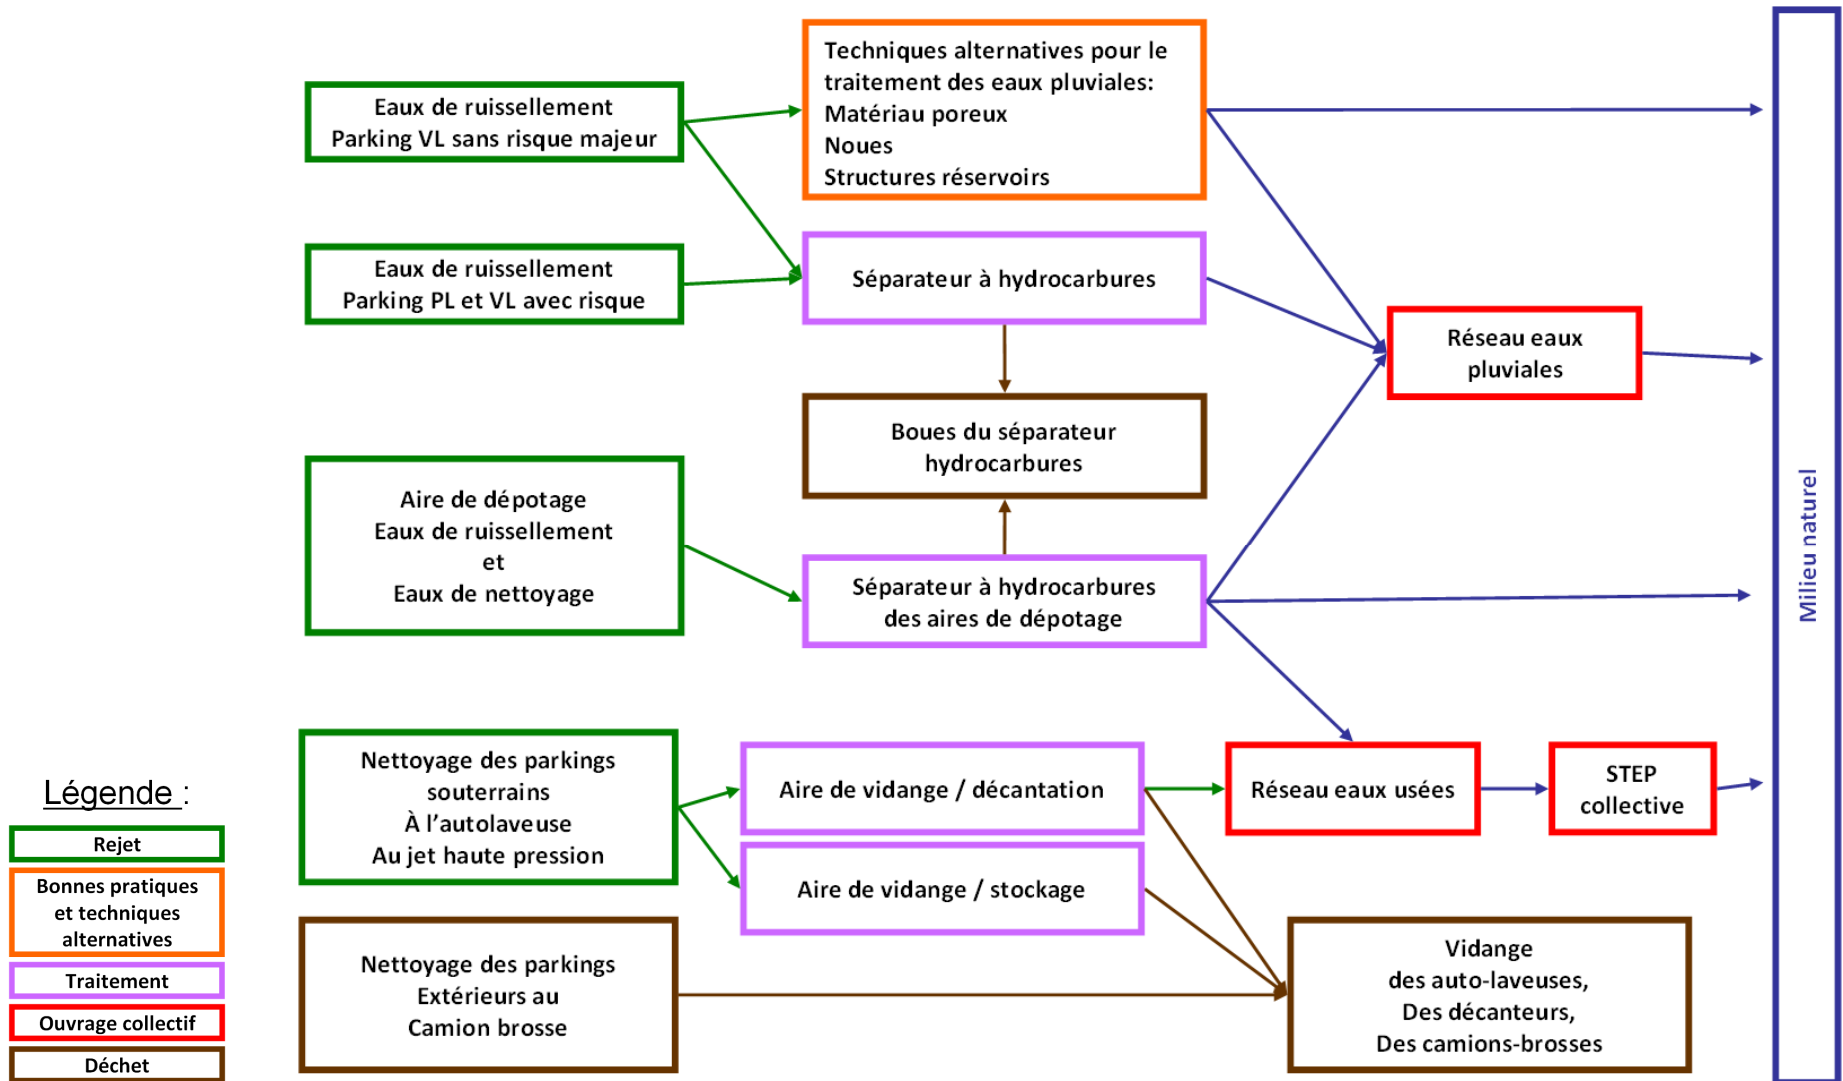 Eaux de ruissellement
Parking VL sans risque majeur
Techniques alternatives pour le
traitement des eaux pluviales:
Matériau poreux
Noues
Structures réservoirs
Eaux de ruissellement
Parking PL et VL avec risque
Séparateur à hydrocarbures
Réseau eaux
pluviales
Boues du séparateur
hydrocarbures
Aire de dépotage
Eaux de ruissellement
et
Eaux de nettoyage
Séparateur à hydrocarbures
des aires de dépotage
Milieu naturel
Nettoyage des parkings
souterrains
À l'autolaveuse
Au jet haute pression
Aire de vidange / décantation
Réseau eaux usées
STEP
collective
Aire de vidange / stockage
Nettoyage des parkings
Extérieurs au
Camion brosse
Vidange
des auto-laveuses,
Des décanteurs,
Des camions-brosses
Légende :
Rejet
Bonnes pratiques
et techniques
alternatives
Traitement
Ouvrage collectif
Déchet